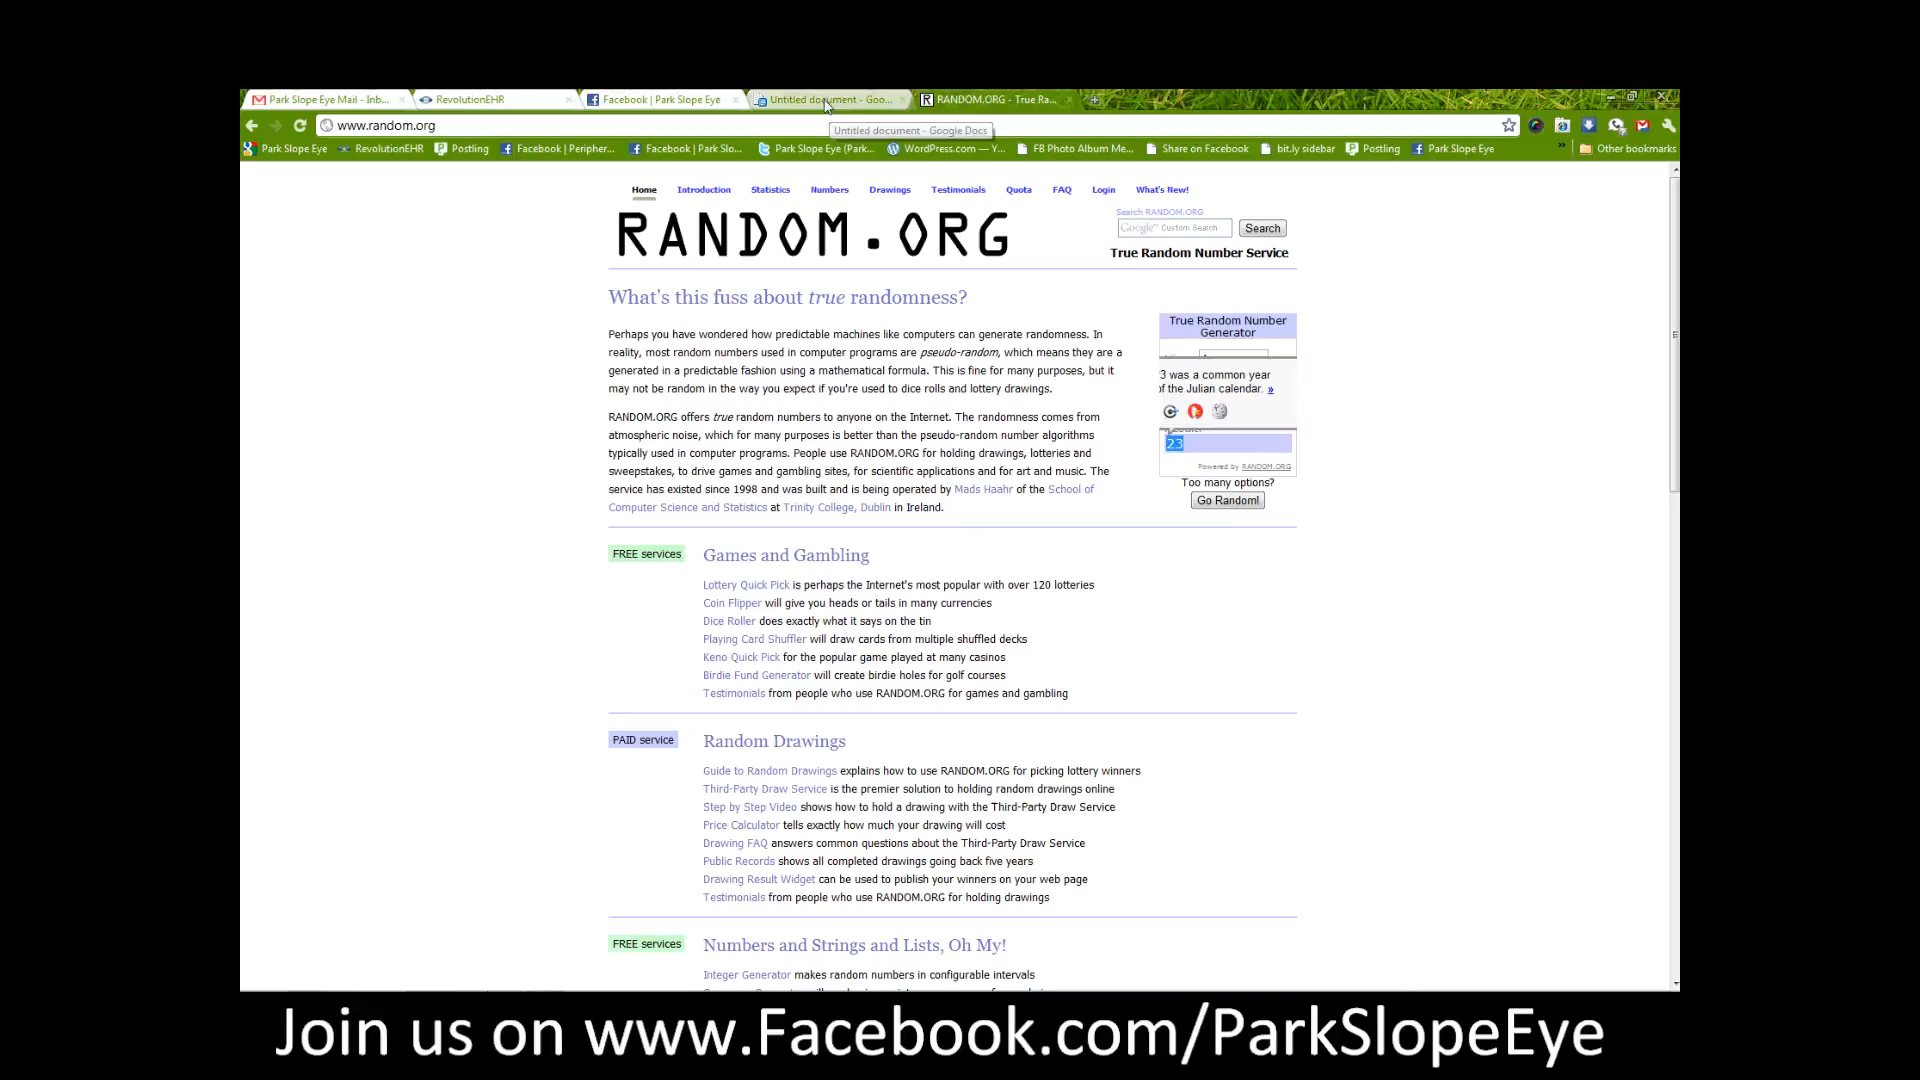 Park Slope Eye Mail - Inb...
RevolutionEHR
Facebook | Park Slope Eye
Untitled document - Goo...
RANDOM.ORG - True Ra...
www.random.org
Untitled document - Google Docs
Park Slope Eye
RevolutionEHR
Postling
Facebook | Peripher...
Facebook | Park Slo...
Park Slope Eye (Park...
WordPress.com — Y...
FB Photo Album Me...
Share on Facebook
bit.ly sidebar
Postling
Park Slope Eye
»
Other bookmarks
Home Introduction Statistics Numbers Drawings Testimonials Quota FAQ Login What's New!
RANDOM.ORG
Search RANDOM.ORG
Google™ Custom Search
Search
True Random Number Service
What's this fuss about true randomness?
Perhaps you have wondered how predictable machines like computers can generate randomness. In
reality, most random numbers used in computer programs are pseudo-random, which means they are a
generated in a predictable fashion using a mathematical formula. This is fine for many purposes, but it
may not be random in the way you expect if you're used to dice rolls and lottery drawings.
RANDOM.ORG offers true random numbers to anyone on the Internet. The randomness comes from
atmospheric noise, which for many purposes is better than the pseudo-random number algorithms
typically used in computer programs. People use RANDOM.ORG for holding drawings, lotteries and
sweepstakes, to drive games and gambling sites, for scientific applications and for art and music. The
service has existed since 1998 and was built and is being operated by Mads Haahr of the School of
Computer Science and Statistics at Trinity College, Dublin in Ireland.
True Random Number
Generator
3 was a common year
of the Julian calendar. »
23
Powered by RANDOM.ORG
Too many options?
Go Random!
FREE services
Games and Gambling
Lottery Quick Pick is perhaps the Internet's most popular with over 120 lotteries
Coin Flipper will give you heads or tails in many currencies
Dice Roller does exactly what it says on the tin
Playing Card Shuffler will draw cards from multiple shuffled decks
Keno Quick Pick for the popular game played at many casinos
Birdie Fund Generator will create birdie holes for golf courses
Testimonials from people who use RANDOM.ORG for games and gambling
PAID service
Random Drawings
Guide to Random Drawings explains how to use RANDOM.ORG for picking lottery winners
Third-Party Draw Service is the premier solution to holding random drawings online
Step by Step Video shows how to hold a drawing with the Third-Party Draw Service
Price Calculator tells exactly how much your drawing will cost
Drawing FAQ answers common questions about the Third-Party Draw Service
Public Records shows all completed drawings going back five years
Drawing Result Widget can be used to publish your winners on your web page
Testimonials from people who use RANDOM.ORG for holding drawings
FREE services
Numbers and Strings and Lists, Oh My!
Integer Generator makes random numbers in configurable intervals
Join us on www.Facebook.com/ParkSlopeEye